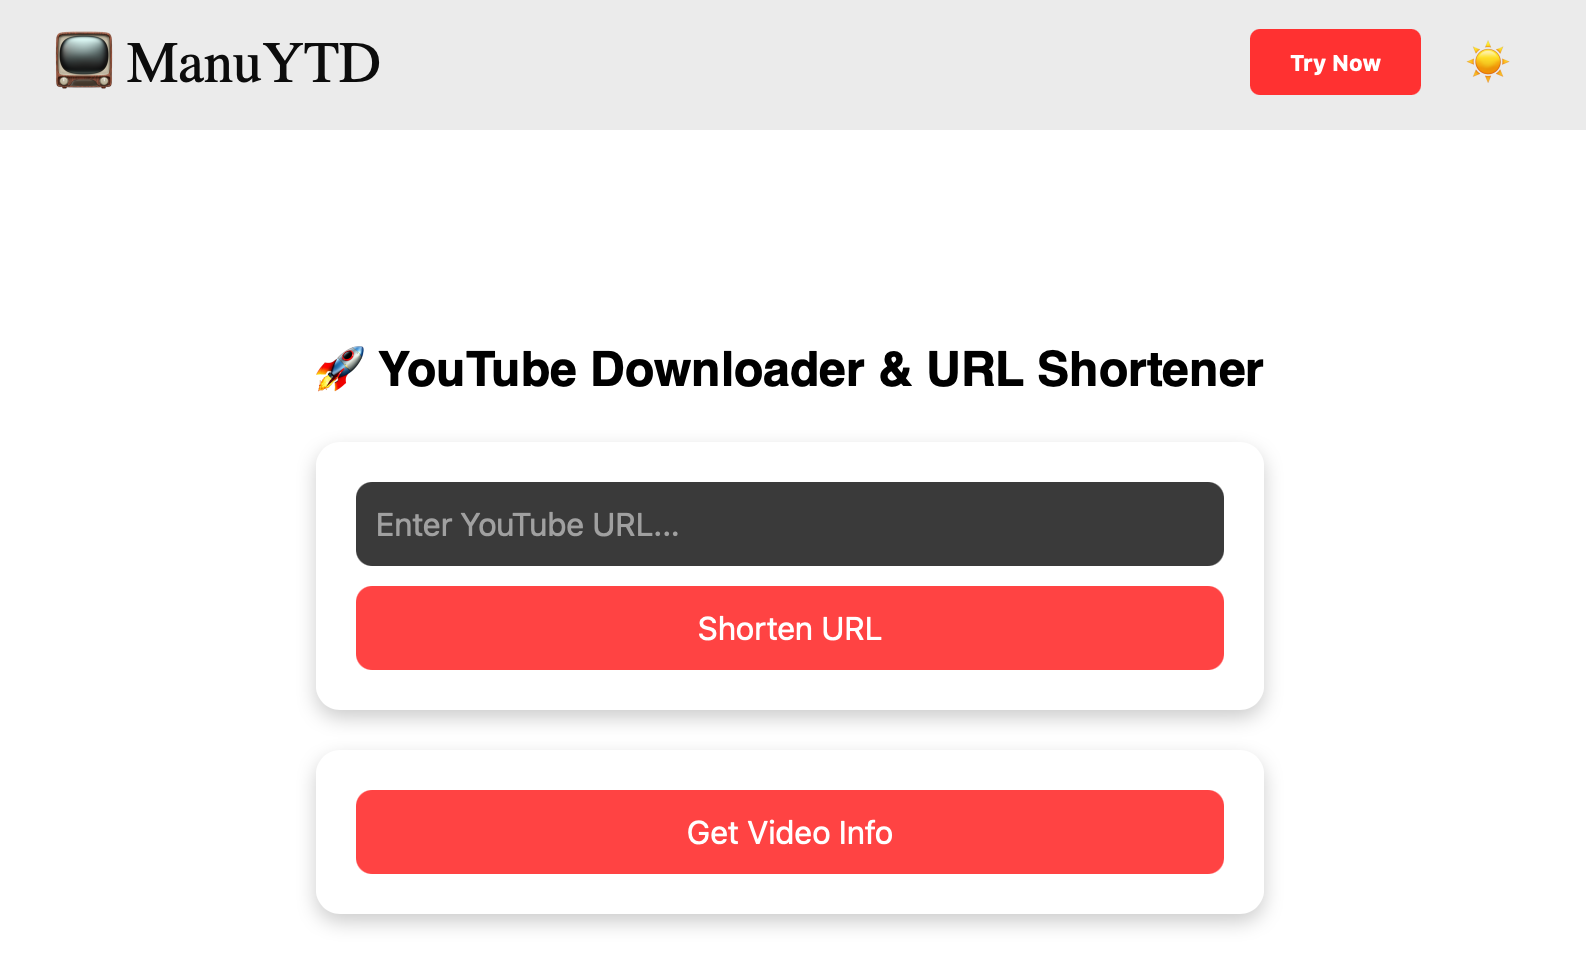 ManuYTD
Try Now
YouTube Downloader & URL Shortener
Enter YouTube URL...
Shorten URL
Get Video Info